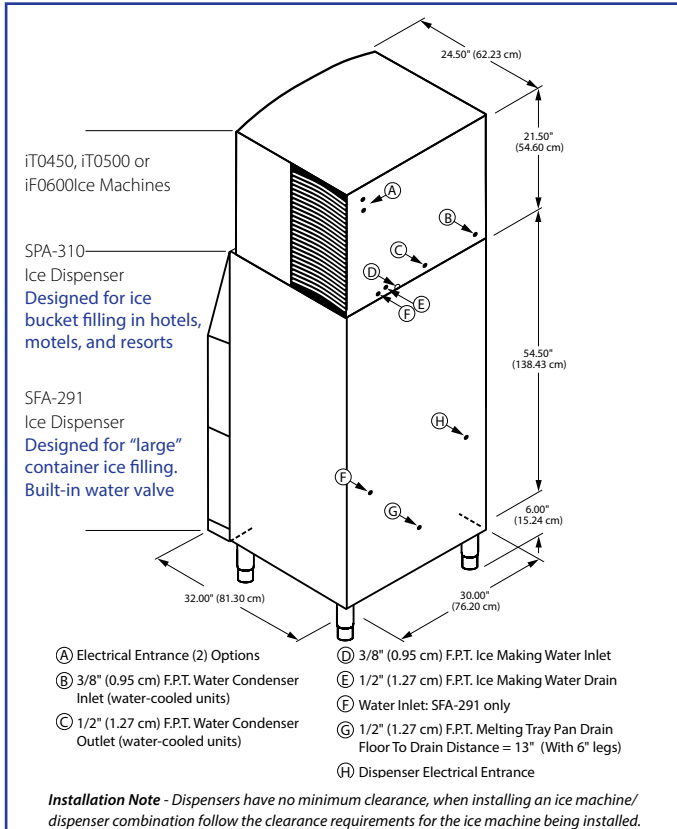 24.50" (62.23 cm)
21.50"
(54.60 cm)
iT0450, iT0500 or
iF0600Ice Machines
A
B
C
D
E
F
SPA-310
Ice Dispenser
Designed for ice
bucket filling in hotels,
motels, and resorts
54.50"
(138.43 cm)
SFA-291
Ice Dispenser
Designed for “large”
container ice filling.
Built-in water valve
H
F
G
6.00"
(15.24 cm)
32.00" (81.30 cm)
30.00"
(76.20 cm)
A Electrical Entrance (2) Options
B 3/8" (0.95 cm) F.P.T. Water Condenser
Inlet (water-cooled units)
C 1/2" (1.27 cm) F.P.T. Water Condenser
Outlet (water-cooled units)
D 3/8" (0.95 cm) F.P.T. Ice Making Water Inlet
E 1/2" (1.27 cm) F.P.T. Ice Making Water Drain
F Water Inlet: SFA-291 only
G 1/2" (1.27 cm) F.P.T. Melting Tray Pan Drain
Floor To Drain Distance = 13" (With 6" legs)
H Dispenser Electrical Entrance
Installation Note - Dispensers have no minimum clearance, when installing an ice machine/
dispenser combination follow the clearance requirements for the ice machine being installed.